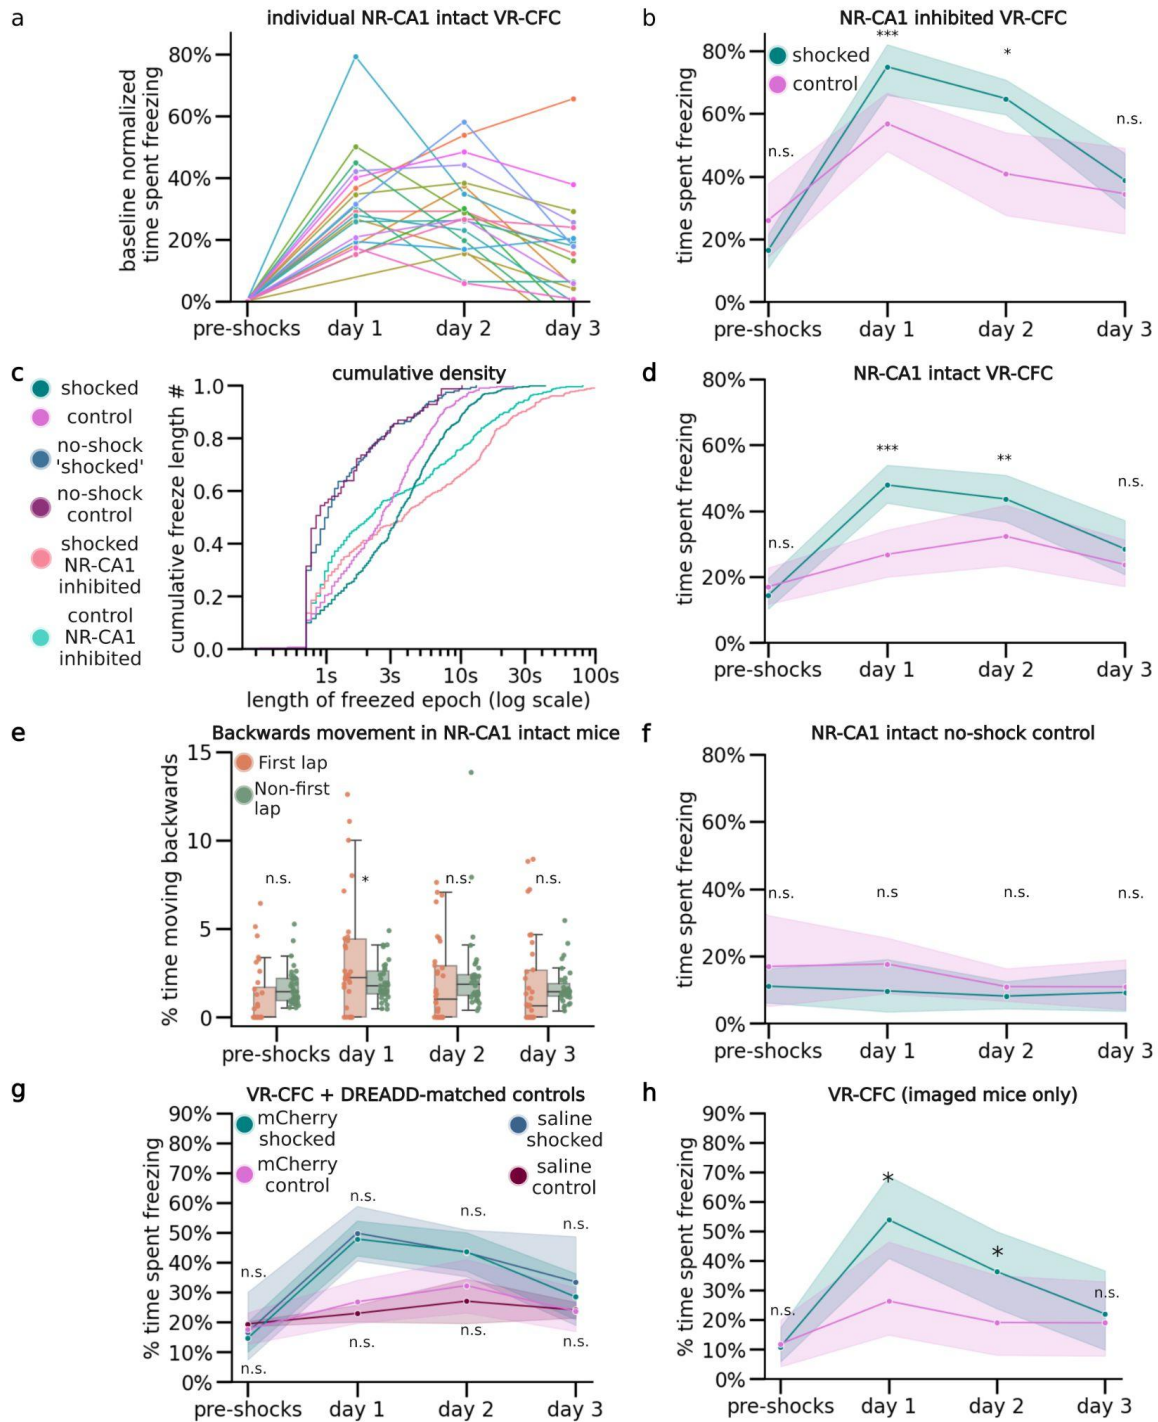 a
individual NR-CA1 intact VR-CFC
baseline normalized
time spent freezing
80%
60%
40%
20%
0%
pre-shocks
day 1
day 2
day 3
b
NR-CA1 inhibited VR-CFC
time spent freezing
80%
60%
40%
20%
0%
shocked
control
n.s.
***
*
n.s.
pre-shocks
day 1
day 2
day 3
c
shocked
control
no-shock
'shocked'
no-shock
control
shocked
NR-CA1
inhibited
control
NR-CA1
inhibited
cumulative density
cumulative freeze length #
1.0
0.8
0.6
0.4
0.2
0.0
1s
3s
10s
30s
100s
length of freezed epoch (log scale)
d
NR-CA1 intact VR-CFC
time spent freezing
80%
60%
40%
20%
0%
n.s.
***
**
n.s.
pre-shocks
day 1
day 2
day 3
e
Backwards movement in NR-CA1 intact mice
% time moving backwards
15
10
5
0
First lap
Non-first
lap
n.s.
*
n.s.
n.s.
pre-shocks
day 1
day 2
day 3
f
NR-CA1 intact no-shock control
time spent freezing
80%
60%
40%
20%
0%
n.s.
n.s
n.s.
n.s.
pre-shocks
day 1
day 2
day 3
g
VR-CFC + DREADD-matched controls
% time spent freezing
90%
80%
70%
60%
50%
40%
30%
20%
10%
0%
mCherry
shocked
mCherry
control
saline
shocked
saline
control
n.s.
n.s.
n.s.
n.s.
n.s.
n.s.
n.s.
n.s.
pre-shocks
day 1
day 2
day 3
h
VR-CFC (imaged mice only)
% time spent freezing
90%
80%
70%
60%
50%
40%
30%
20%
10%
0%
n.s.
*
*
n.s.
pre-shocks
day 1
day 2
day 3